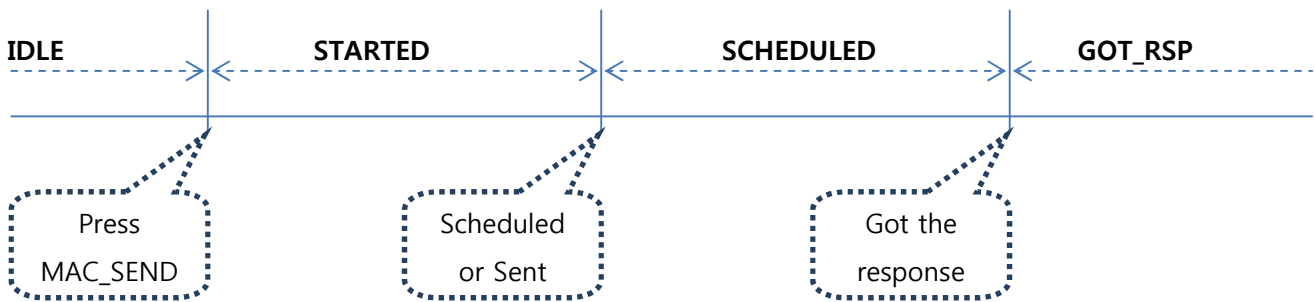 IDLE STARTED SCHEDULED GOT_RSP
Press
MAC_SEND
Scheduled
or Sent
Got the
response